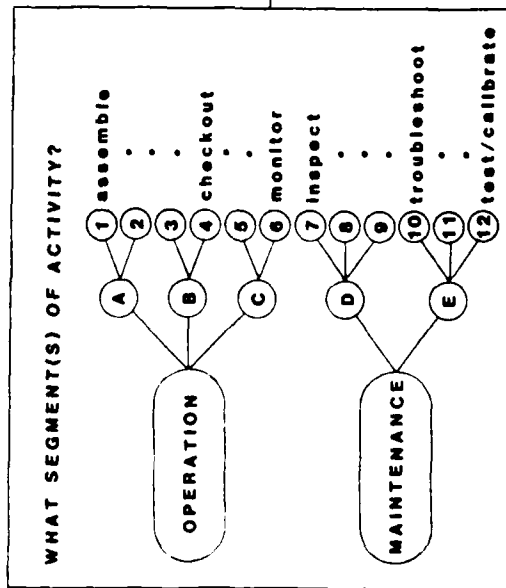 WHAT SEGMENT(S) OF ACTIVITY?
OPERATION
A
B
C
1 assemble
2
3
4 checkout
5
6 monitor
MAINTENANCE
D
E
7 inspect
8
9
10 troubleshoot
11
12 test/calibrate